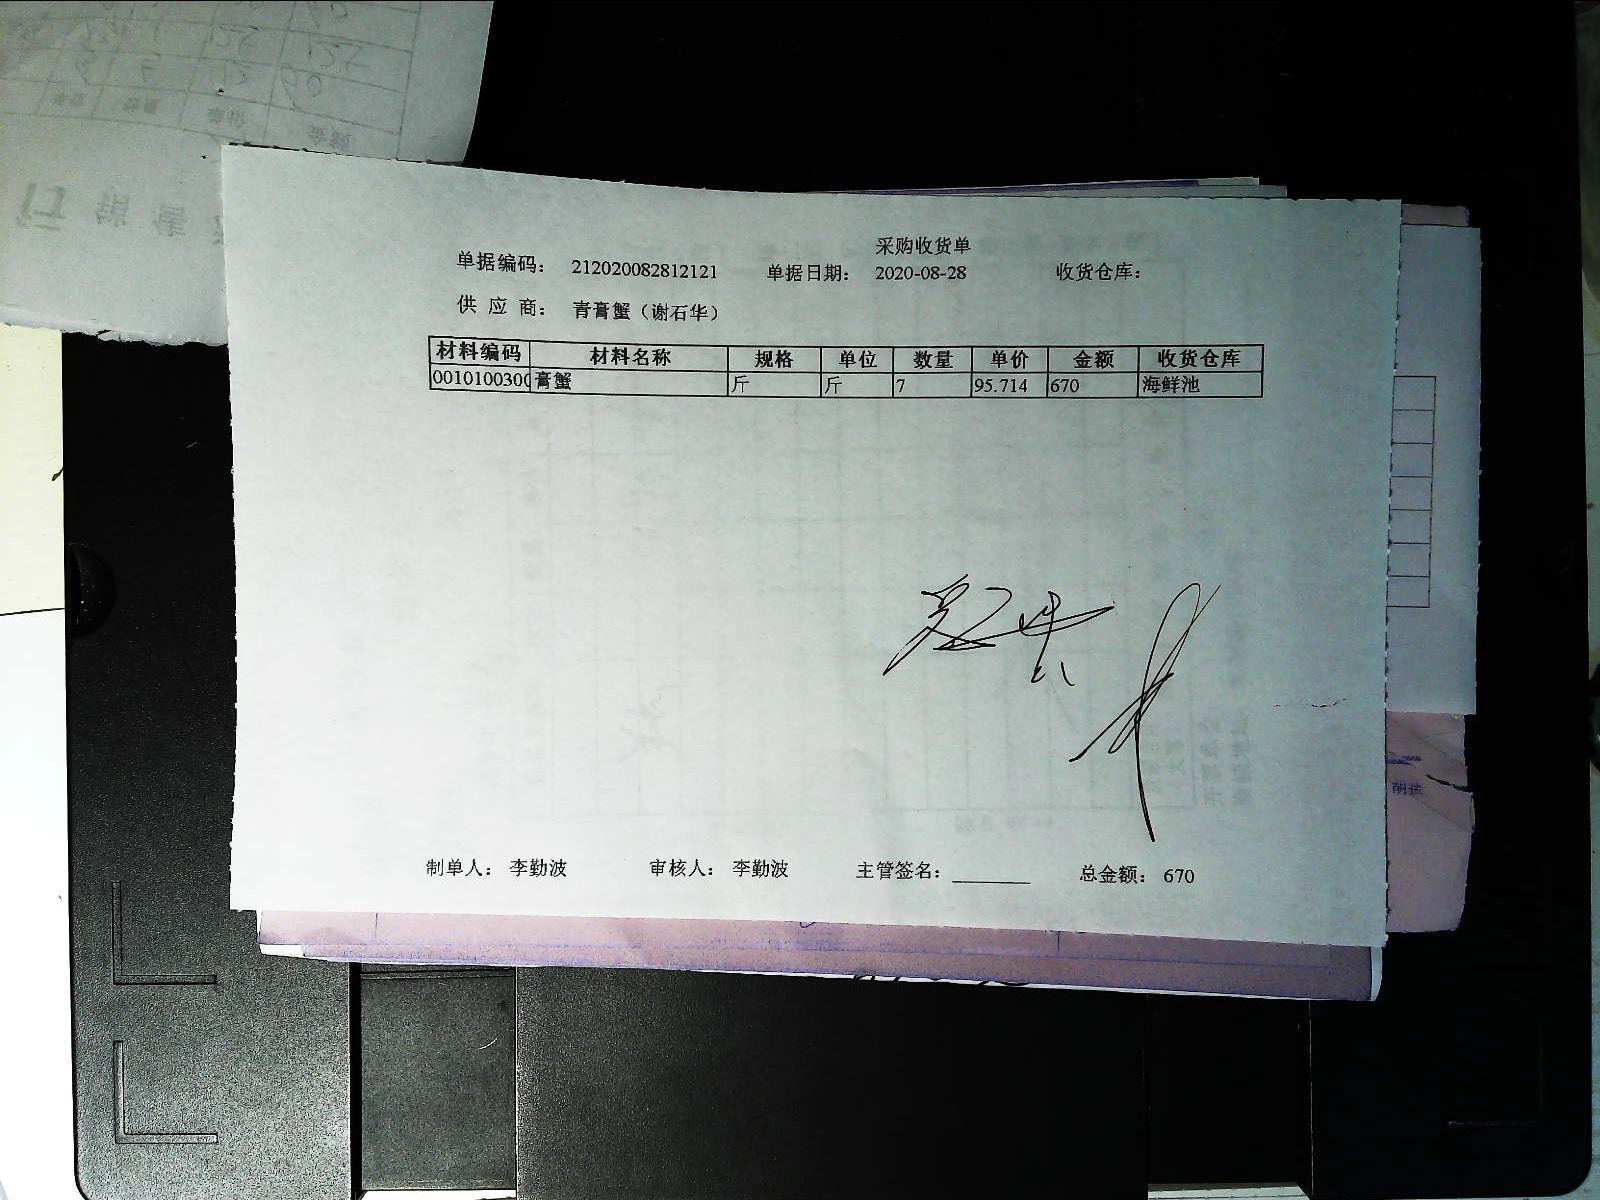 采购收货单
单据编码： 212020082812121 单据日期： 2020-08-28 收货仓库：
供 应 商： 青膏蟹（谢石华）
材料编码 材料名称 规格 单位 数量 单价 金额 收货仓库
0010100300 膏蟹 斤 斤 7 95.714 670 海鲜池
制单人： 李勤波 审核人： 李勤波 主管签名： 总金额： 670